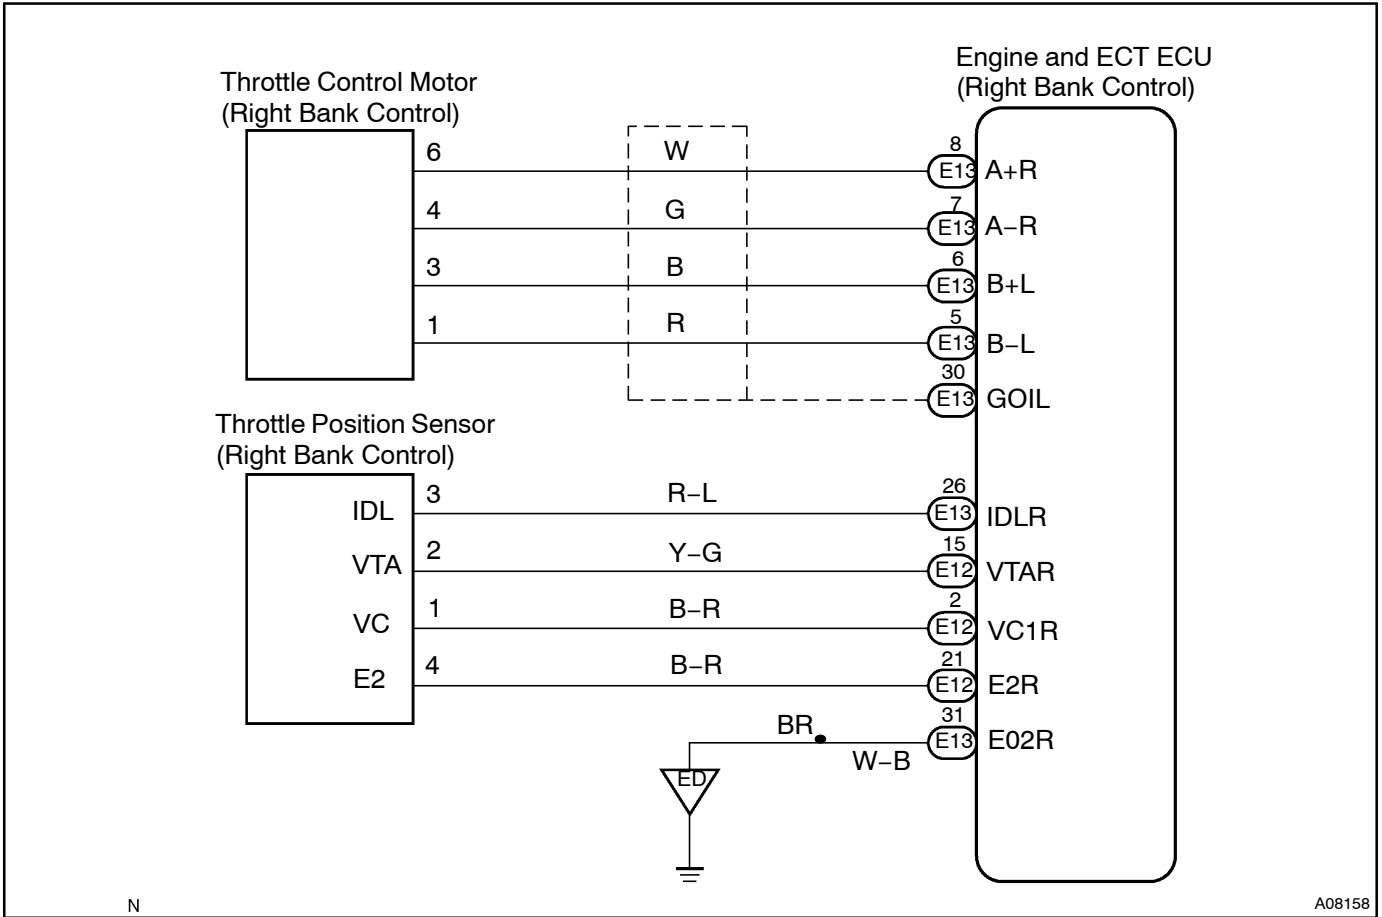 Engine and ECT ECU
(Right Bank Control)
Throttle Control Motor
(Right Bank Control)
6 W 8 E13 A+R
4 G 7 E13 A−R
3 B 6 E13 B+L
1 R 5 E13 B−L
30 E13 GOIL
Throttle Position Sensor
(Right Bank Control)
IDL 3 R−L 26 E13 IDLR
VTA 2 Y−G 15 E12 VTAR
VC 1 B−R 2 E12 VC1R
E2 4 B−R 21 E12 E2R
BR W−B 31 E13 E02R
ED
N A08158